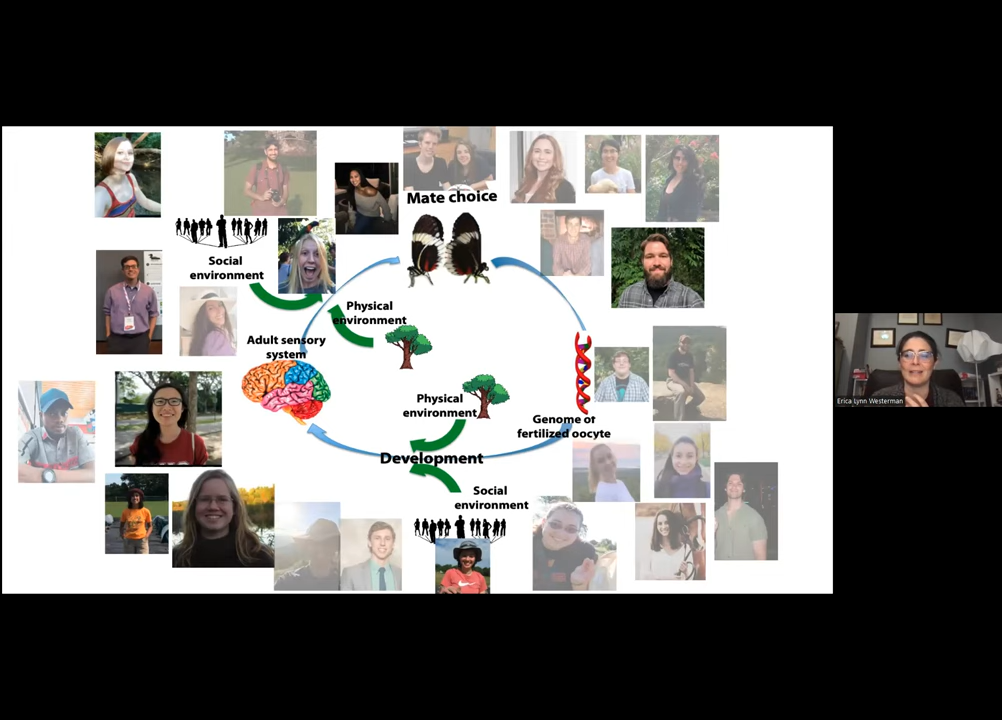 Mate choice
Social
environment
Physical
environment
Adult sensory
system
Physical
environment
Genome of
fertilized oocyte
Development
Social
environment
Erica Lynn Westerman